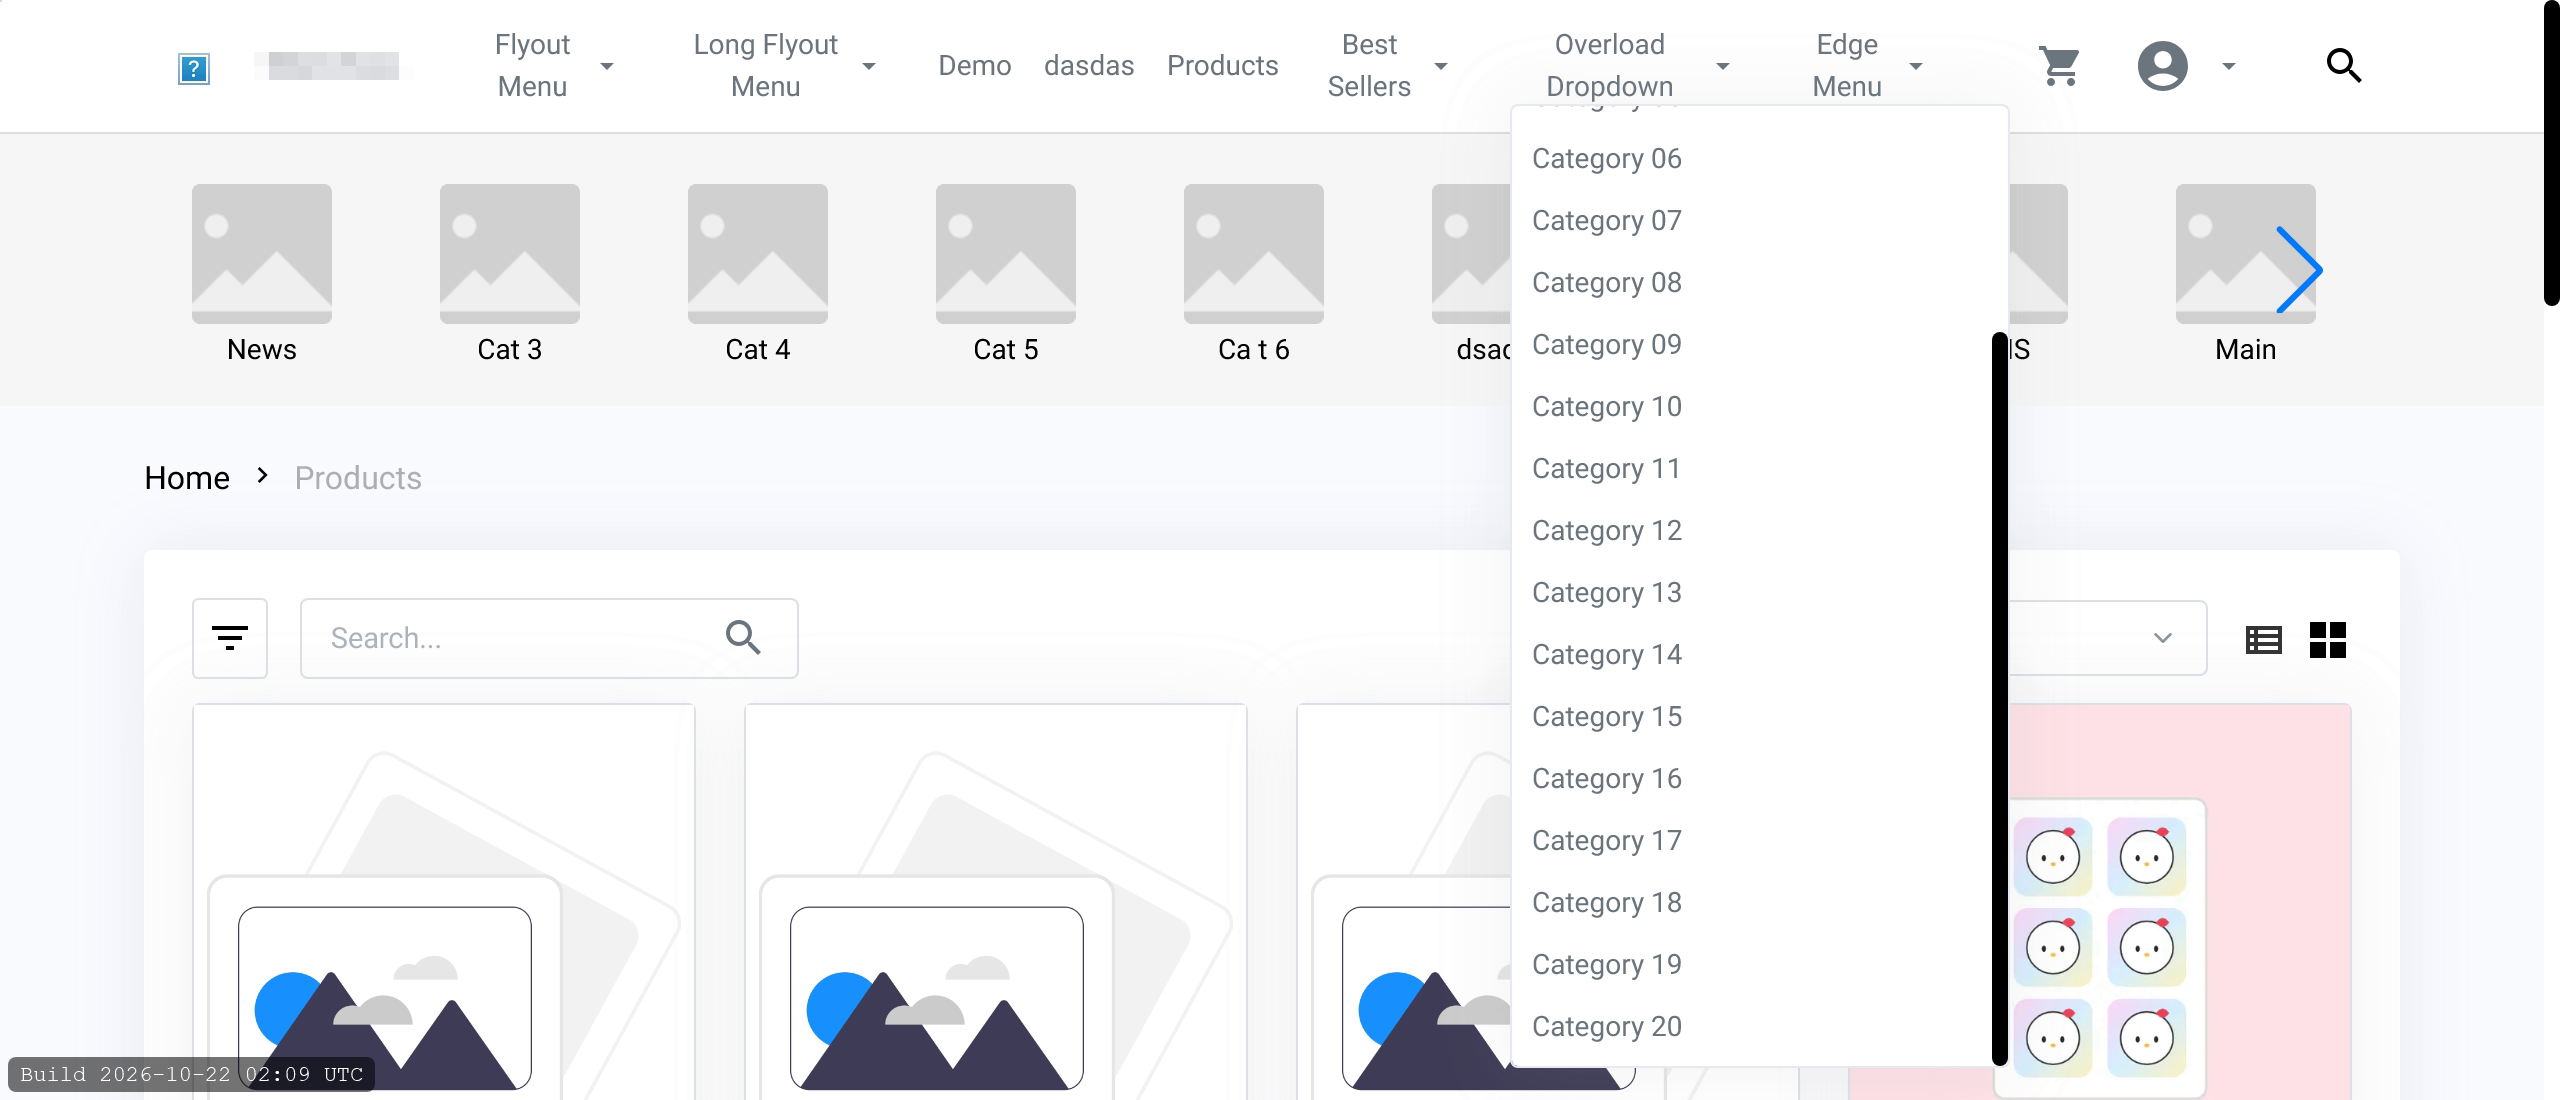 Flyout
Menu
Long Flyout
Menu
Demo
dasdas
Products
Best
Sellers
Overload
Dropdown
Edge
Menu
Category 06
Category 07
Category 08
Category 09
Category 10
Category 11
Category 12
Category 13
Category 14
Category 15
Category 16
Category 17
Category 18
Category 19
Category 20
News
Cat 3
Cat 4
Cat 5
Ca t 6
Main
Home
Products
Search...
Build 2026-10-22 02:09 UTC